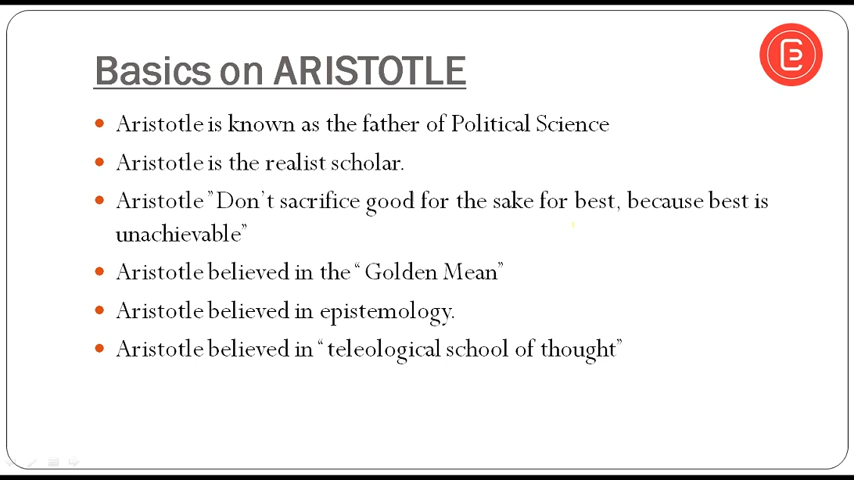 Basics on ARISTOTLE
Aristotle is known as the father of Political Science
Aristotle is the realist scholar.
Aristotle "Don't sacrifice good for the sake for best, because best is
unachievable"
Aristotle believed in the "Golden Mean"
Aristotle believed in epistemology.
Aristotle believed in "teleological school of thought"